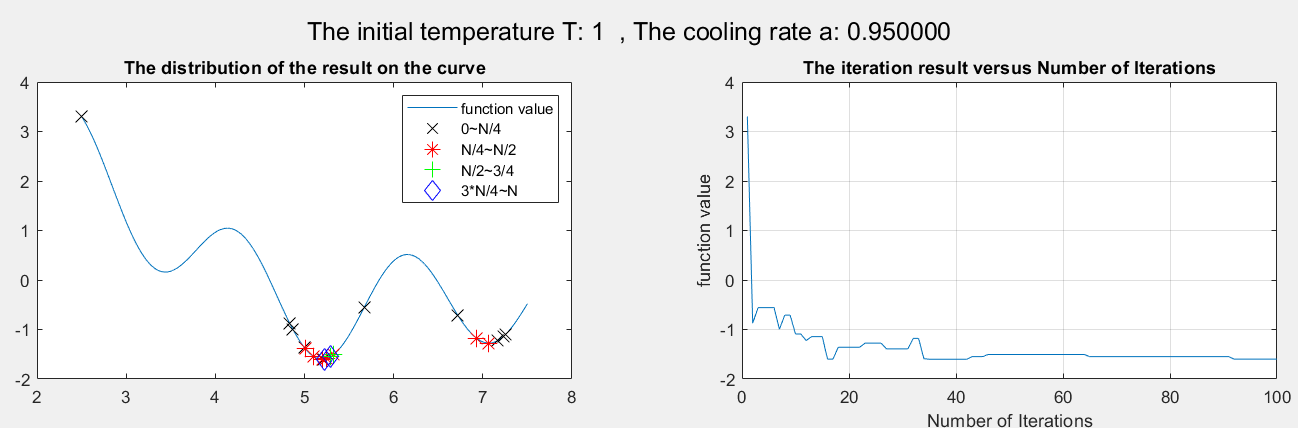 The initial temperature T: 1 , The cooling rate a: 0.950000
The distribution of the result on the curve
4
3
2
1
0
-1
-2
2 3 4 5 6 7 8
function value
0~N/4
N/4~N/2
N/2~3/4
3*N/4~N
The iteration result versus Number of Iterations
function value
4
3
2
1
0
-1
-2
0 20 40 60 80 100
Number of Iterations